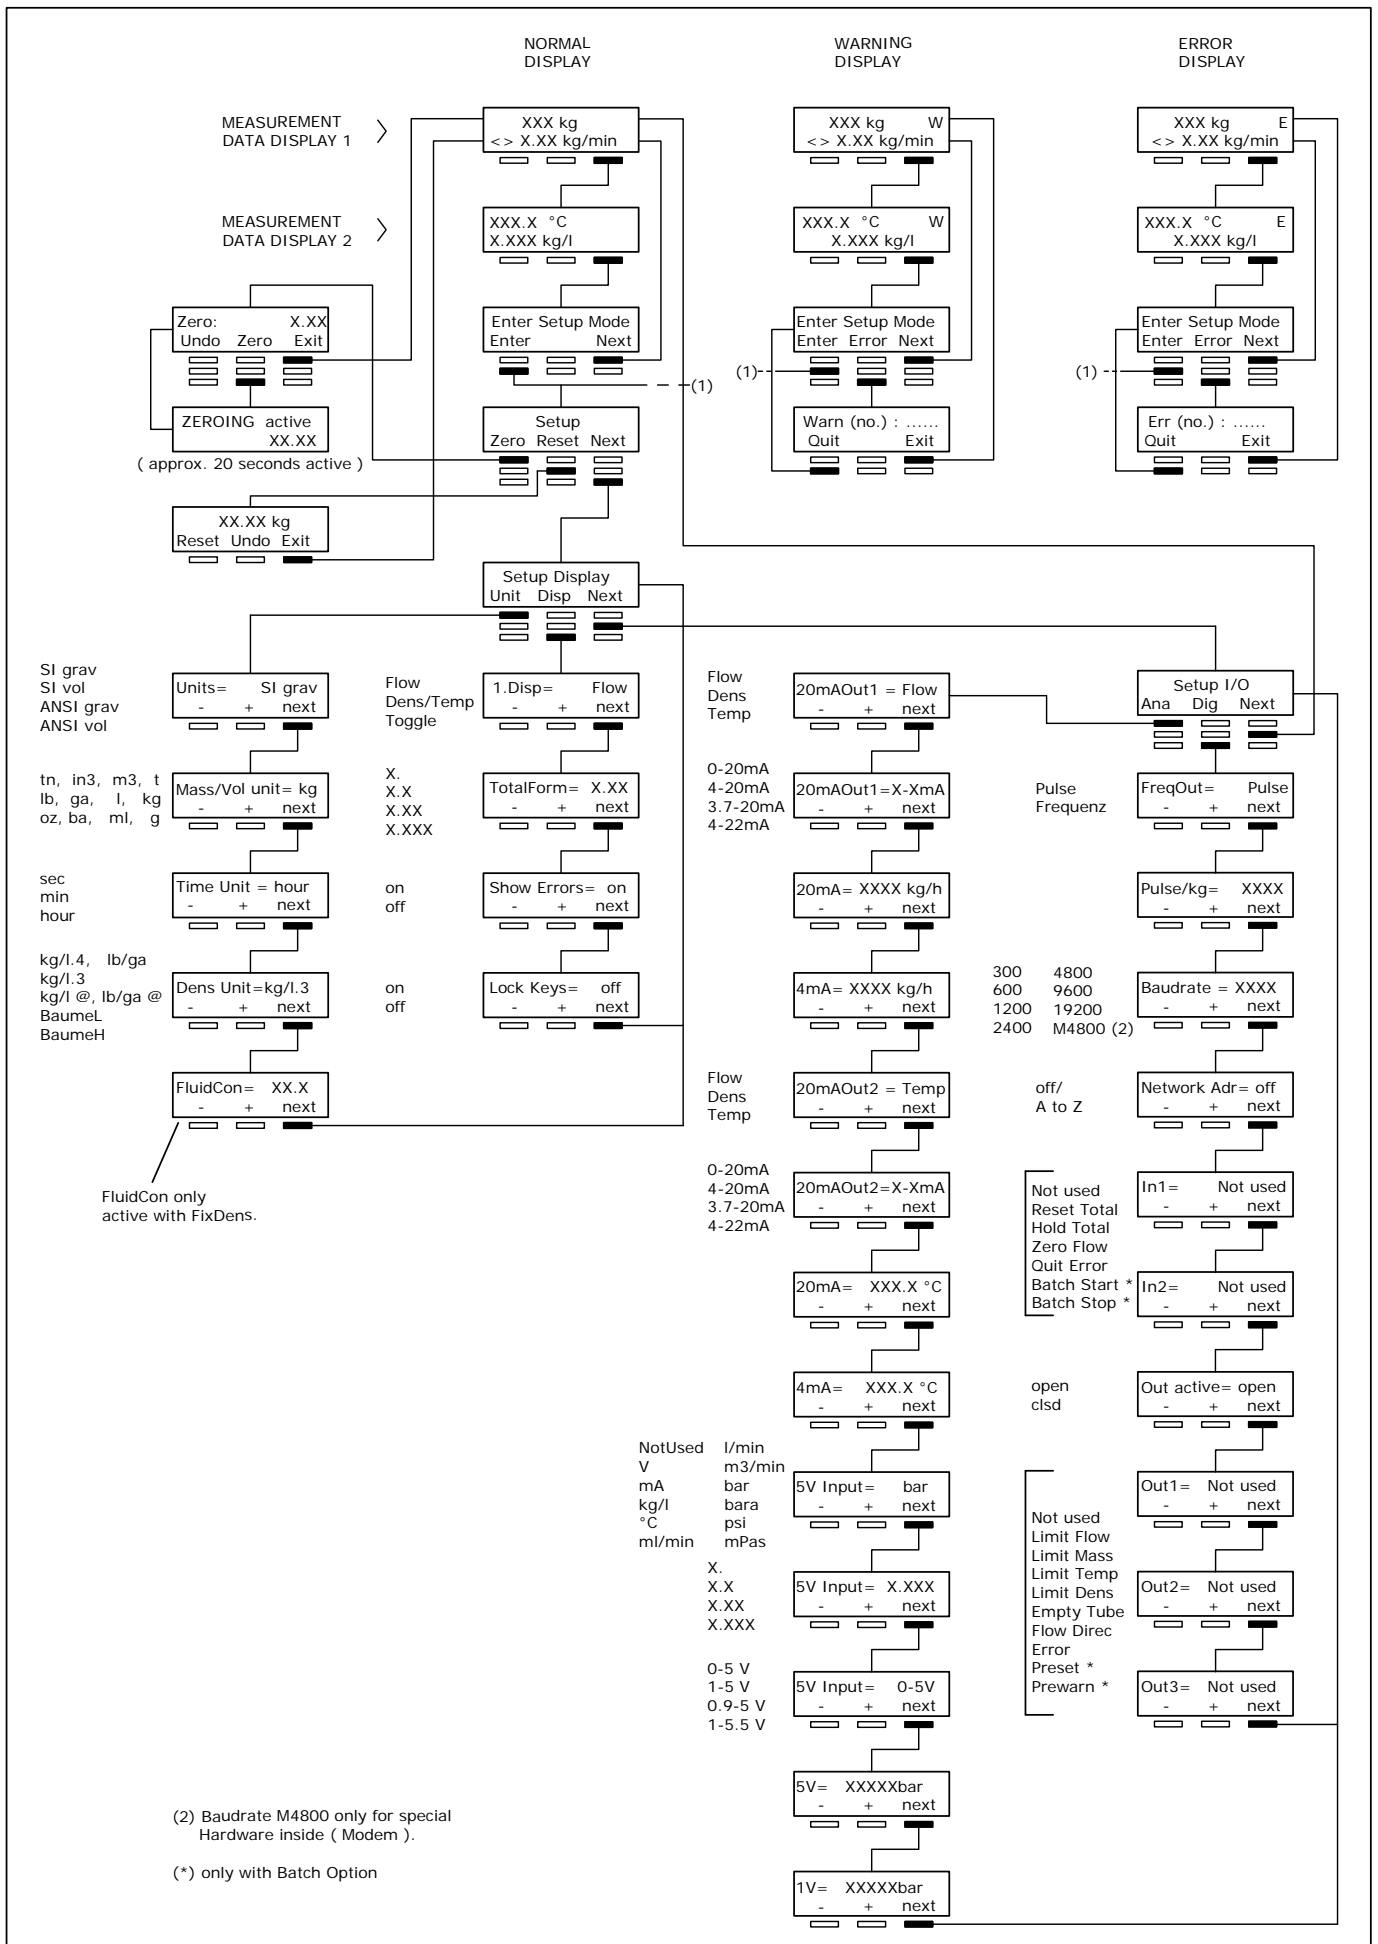 NORMAL
DISPLAY
WARNING
DISPLAY
ERROR
DISPLAY
MEASUREMENT
DATA DISPLAY 1
XXX kg
<> X.XX kg/min
XXX kg W
<> X.XX kg/min
XXX kg E
<> X.XX kg/min
MEASUREMENT
DATA DISPLAY 2
XXX.X °C
X.XXX kg/l
XXX.X °C W
X.XXX kg/l
XXX.X °C E
X.XXX kg/l
Zero: X.XX
Undo Zero Exit
Enter Setup Mode
Enter Next
Enter Setup Mode
Enter Error Next
Enter Setup Mode
Enter Error Next
(1)
(1)
(1)
ZEROING active
XX.XX
( approx. 20 seconds active )
Setup
Zero Reset Next
Warn (no.) : ......
Quit Exit
Err (no.) : ......
Quit Exit
XX.XX kg
Reset Undo Exit
Setup Display
Unit Disp Next
SI grav
SI vol
ANSI grav
ANSI vol
Units= SI grav
- + next
tn, in3, m3, t
lb, ga, l, kg
oz, ba, ml, g
Mass/Vol unit= kg
- + next
sec
min
hour
Time Unit = hour
- + next
kg/l.4, lb/ga
kg/l.3
kg/l @, lb/ga @
BaumeL
BaumeH
Dens Unit=kg/l.3
- + next
FluidCon= XX.X
- + next
FluidCon only
active with FixDens.
Flow
Dens/Temp
Toggle
1.Disp= Flow
- + next
X.
X.X
X.XX
X.XXX
TotalForm= X.XX
- + next
on
off
Show Errors= on
- + next
on
off
Lock Keys= off
- + next
Flow
Dens
Temp
20mAOut1 = Flow
- + next
0-20mA
4-20mA
3.7-20mA
4-22mA
20mAOut1=X-XmA
- + next
20mA= XXXX kg/h
- + next
4mA= XXXX kg/h
- + next
Flow
Dens
Temp
20mAOut2 = Temp
- + next
0-20mA
4-20mA
3.7-20mA
4-22mA
20mAOut2=X-XmA
- + next
20mA= XXX.X °C
- + next
4mA= XXX.X °C
- + next
NotUsed l/min
V m3/min
mA bar
kg/l bara
°C psi
ml/min mPas
5V Input= bar
- + next
X.
X.X
X.XX
X.XXX
5V Input= X.XXX
- + next
0-5 V
1-5 V
0.9-5 V
1-5.5 V
5V Input= 0-5V
- + next
5V= XXXXXbar
- + next
1V= XXXXXbar
- + next
Setup I/O
Ana Dig Next
Pulse
Frequenz
FreqOut= Pulse
- + next
Pulse/kg= XXXX
- + next
300 4800
600 9600
1200 19200
2400 M4800 (2)
Baudrate = XXXX
- + next
off/
A to Z
Network Adr= off
- + next
Not used
Reset Total
Hold Total
Zero Flow
Quit Error
Batch Start *
Batch Stop *
In1= Not used
- + next
In2= Not used
- + next
open
clsd
Out active= open
- + next
Not used
Limit Flow
Limit Mass
Limit Temp
Limit Dens
Empty Tube
Flow Direc
Error
Preset *
Prewarn *
Out1= Not used
- + next
Out2= Not used
- + next
Out3= Not used
- + next
(2) Baudrate M4800 only for special
Hardware inside ( Modem ).
(*) only with Batch Option